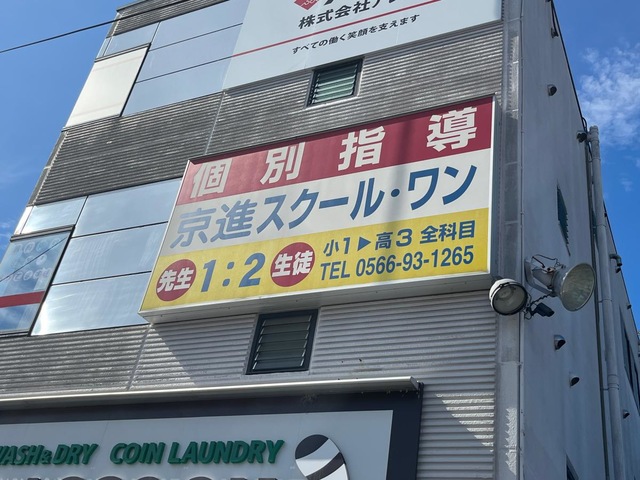 株式会社ア
すべての働く笑顔を支えます
個別指導
京進スクール・ワン
先生 1:2 生徒
小1▶高3 全科目
TEL 0566-93-1265
WASH&DRY COIN LAUNDRY